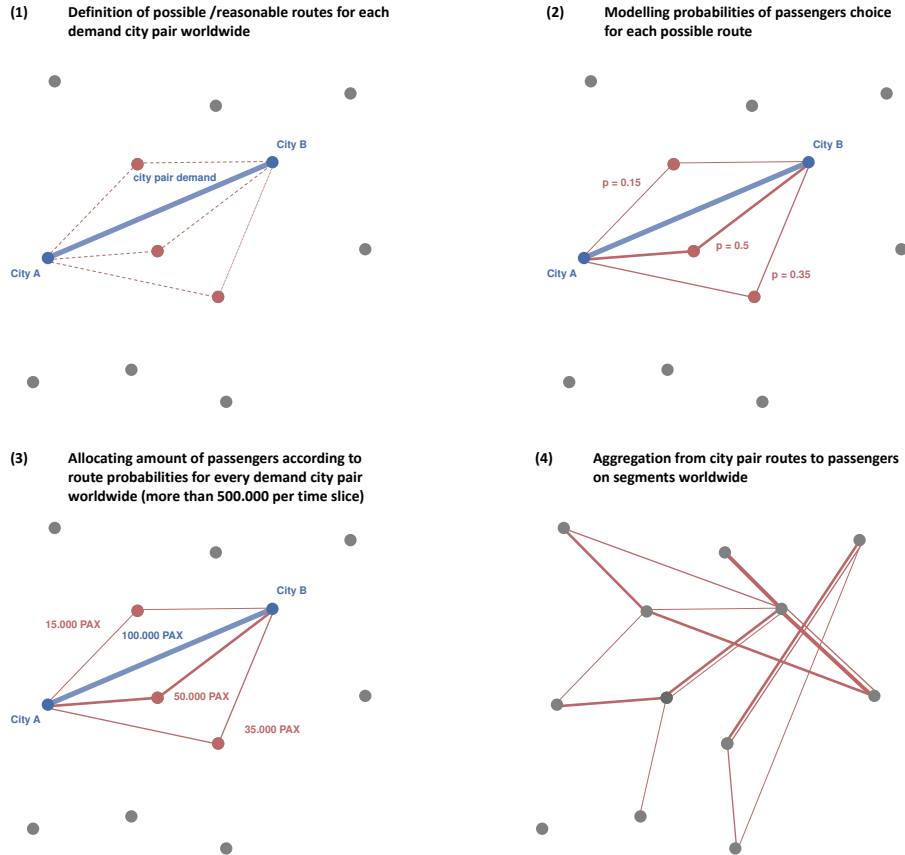 (1) Definition of possible /reasonable routes for each
demand city pair worldwide
City B
city pair demand
City A
(2) Modelling probabilities of passengers choice
for each possible route
City B
p = 0.15
p = 0.5
City A
p = 0.35
(3) Allocating amount of passengers according to
route probabilities for every demand city pair
worldwide (more than 500.000 per time slice)
City B
15.000 PAX
100.000 PAX
50.000 PAX
City A
35.000 PAX
(4) Aggregation from city pair routes to passengers
on segments worldwide